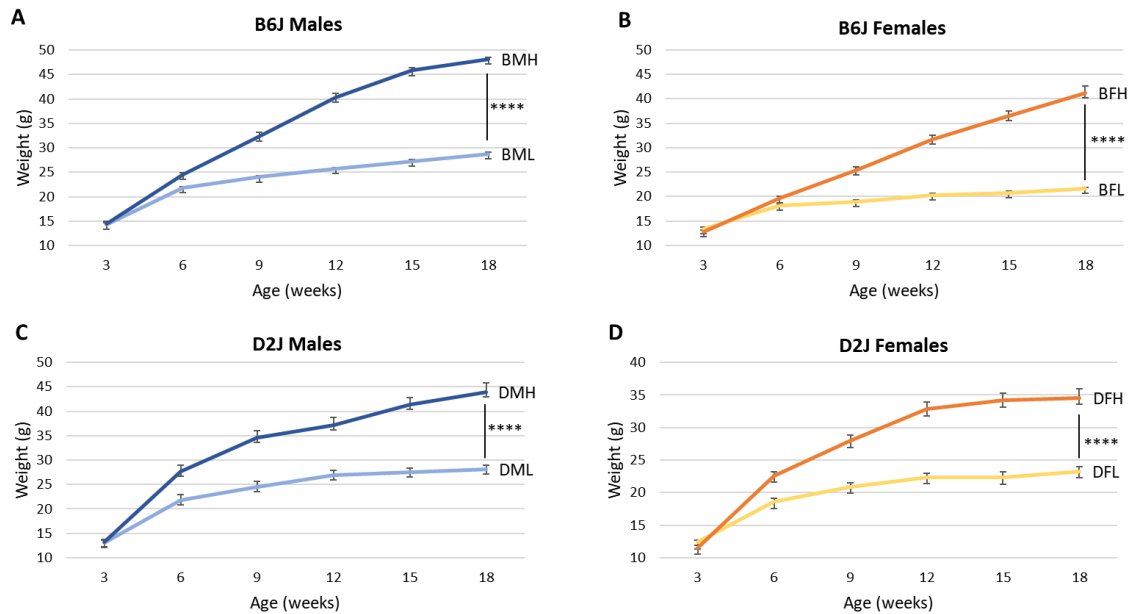 A
B6J Males
50
45
40
35
30
25
20
15
10
Weight (g)
BMH
****
BML
3 6 9 12 15 18
Age (weeks)
B
B6J Females
50
45
40
35
30
25
20
15
10
Weight (g)
BFH
****
BFL
3 6 9 12 15 18
Age (weeks)
C
D2J Males
50
45
40
35
30
25
20
15
10
Weight (g)
DMH
****
DML
3 6 9 12 15 18
Age (weeks)
D
D2J Females
40
35
30
25
20
15
10
Weight (g)
DFH
****
DFL
3 6 9 12 15 18
Age (weeks)